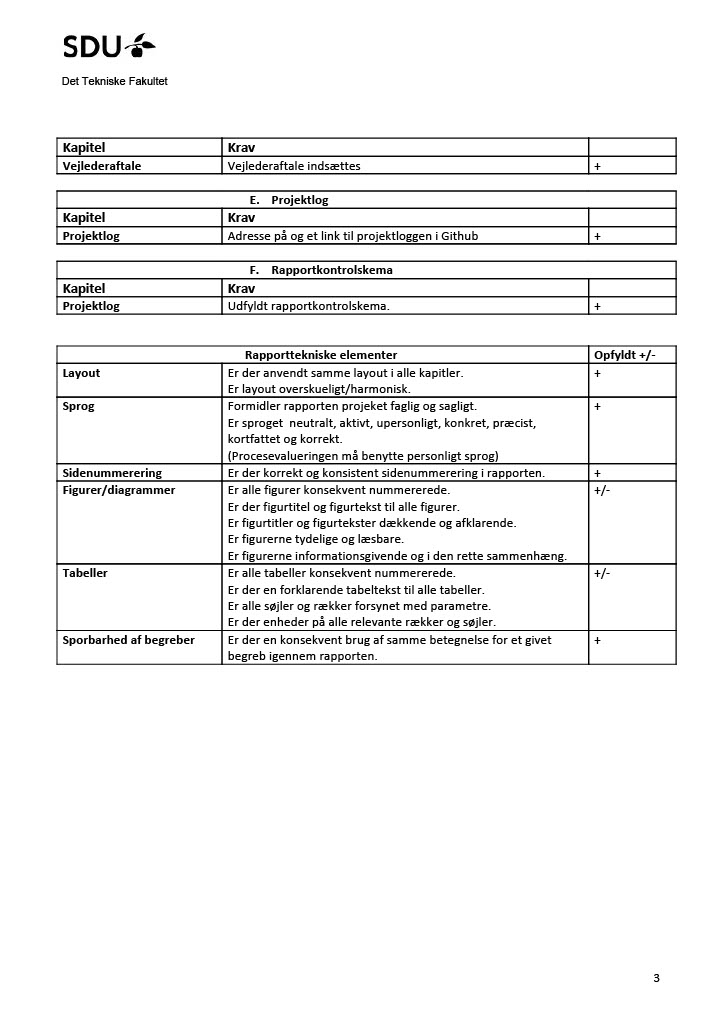 SDU
Det Tekniske Fakultet
Kapitel Krav
Vejlederaftale Vejlederaftale indsættes +
E. Projektlog
Kapitel Krav
Projektlog Adresse på og et link til projektloggen i Github +
F. Rapportkontrolskema
Kapitel Krav
Projektlog Udfyldt rapportkontrolskema. +
Rapporttekniske elementer Opfyldt +/-
Layout Er der anvendt samme layout i alle kapitler. +
Er layout overskueligt/harmonisk.
Sprog Formidler rapporten projeket faglig og sagligt. +
Er sproget neutralt, aktivt, upersonligt, konkret, præcist,
kortfattet og korrekt.
(Procesevalueringen må benytte personligt sprog)
Sidenummerering Er der korrekt og konsistent sidenummerering i rapporten. +
Figurer/diagrammer Er alle figurer konsekvent nummererede. +/-
Er der figurtitel og figurtekst til alle figurer.
Er figurtitler og figurtekster dækkende og afklarende.
Er figurerne tydelige og læsbare.
Er figurerne informationsgivende og i den rette sammenhæng.
Tabeller Er alle tabeller konsekvent nummererede. +/-
Er der en forklarende tabeltekst til alle tabeller.
Er alle søjler og rækker forsynet med parametre.
Er der enheder på alle relevante rækker og søjler.
Sporbarhed af begreber Er der en konsekvent brug af samme betegnelse for et givet +
begreb igennem rapporten.
3